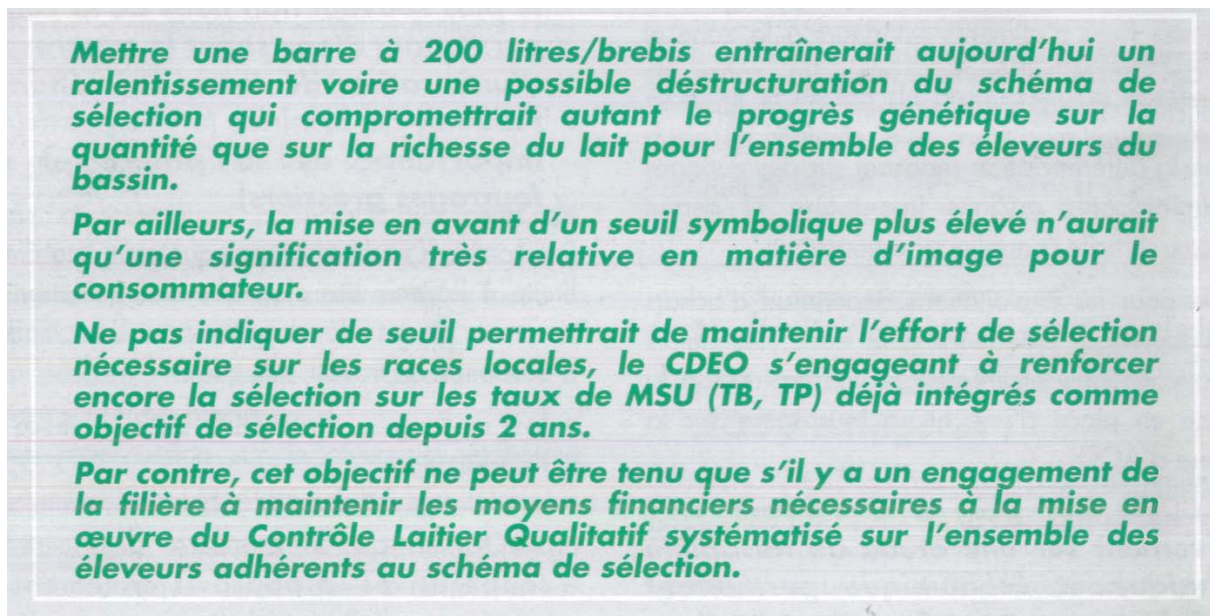 Mettre une barre à 200 litres/brebis entraînerait aujourd'hui un
ralentissement voire une possible déstructuration du schéma de
sélection qui compromettrait autant le progrès génétique sur la
quantité que sur la richesse du lait pour l'ensemble des éleveurs du
bassin.
Par ailleurs, la mise en avant d'un seuil symbolique plus élevé n'aurait
qu'une signification très relative en matière d'image pour le
consommateur.
Ne pas indiquer de seuil permettrait de maintenir l'effort de sélection
nécessaire sur les races locales, le CDEO s'engageant à renforcer
encore la sélection sur les taux de MSU (TB, TP) déjà intégrés comme
objectif de sélection depuis 2 ans.
Par contre, cet objectif ne peut être tenu que s'il y a un engagement de
la filière à maintenir les moyens financiers nécessaires à la mise en
œuvre du Contrôle Laitier Qualitatif systématisé sur l'ensemble des
éleveurs adhérents au schéma de sélection.